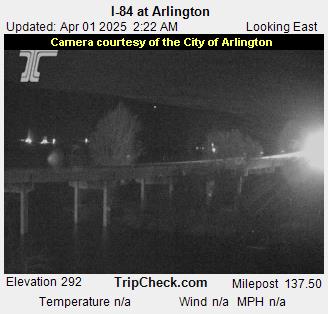 I-84 at Arlington
Updated: Apr 01 2025 2:22 AM Looking East
Camera courtesy of the City of Arlington
Elevation 292 TripCheck.com Milepost 137.50
Temperature n/a Wind n/a MPH n/a